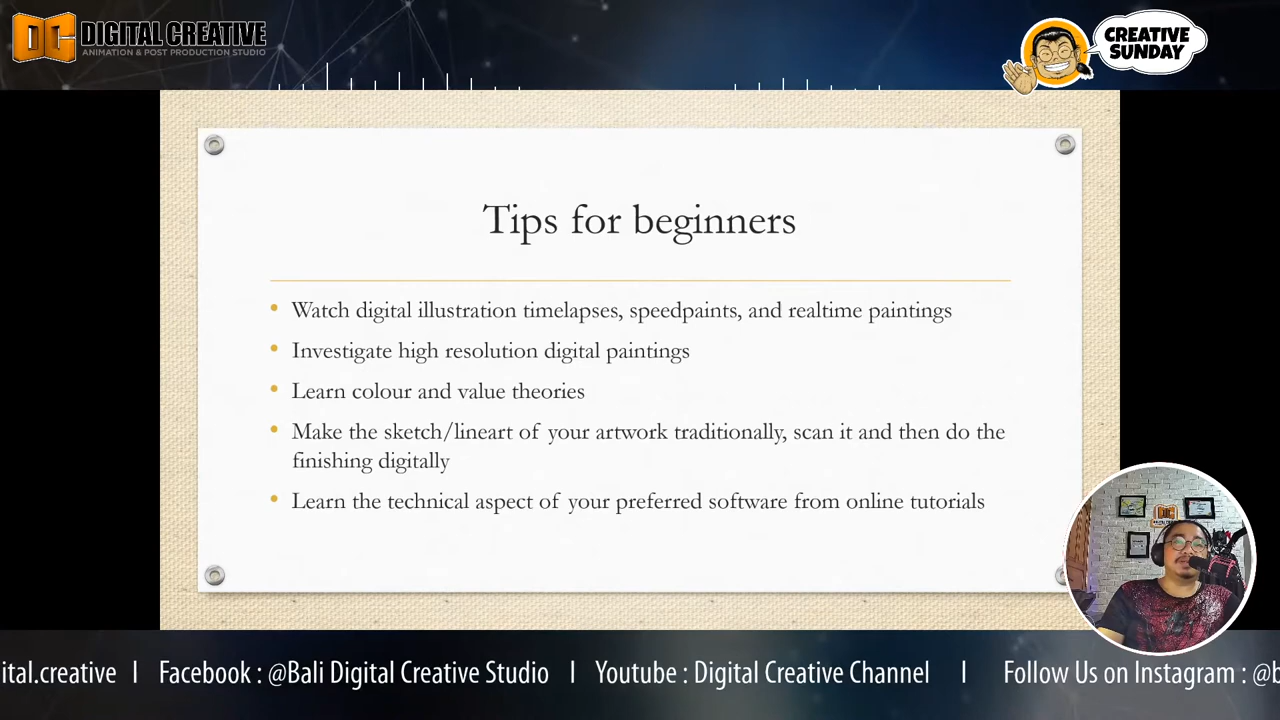 DIGITAL CREATIVE
ANIMATION & POST PRODUCTION STUDIO
CREATIVE
SUNDAY
Tips for beginners
• Watch digital illustration timelapses, speedpaints, and realtime paintings
• Investigate high resolution digital paintings
• Learn colour and value theories
• Make the sketch/lineart of your artwork traditionally, scan it and then do the
finishing digitally
• Learn the technical aspect of your preferred software from online tutorials
ital.creative I Facebook : @Bali Digital Creative Studio I Youtube : Digital Creative Channel I Follow Us on Instagram : @b